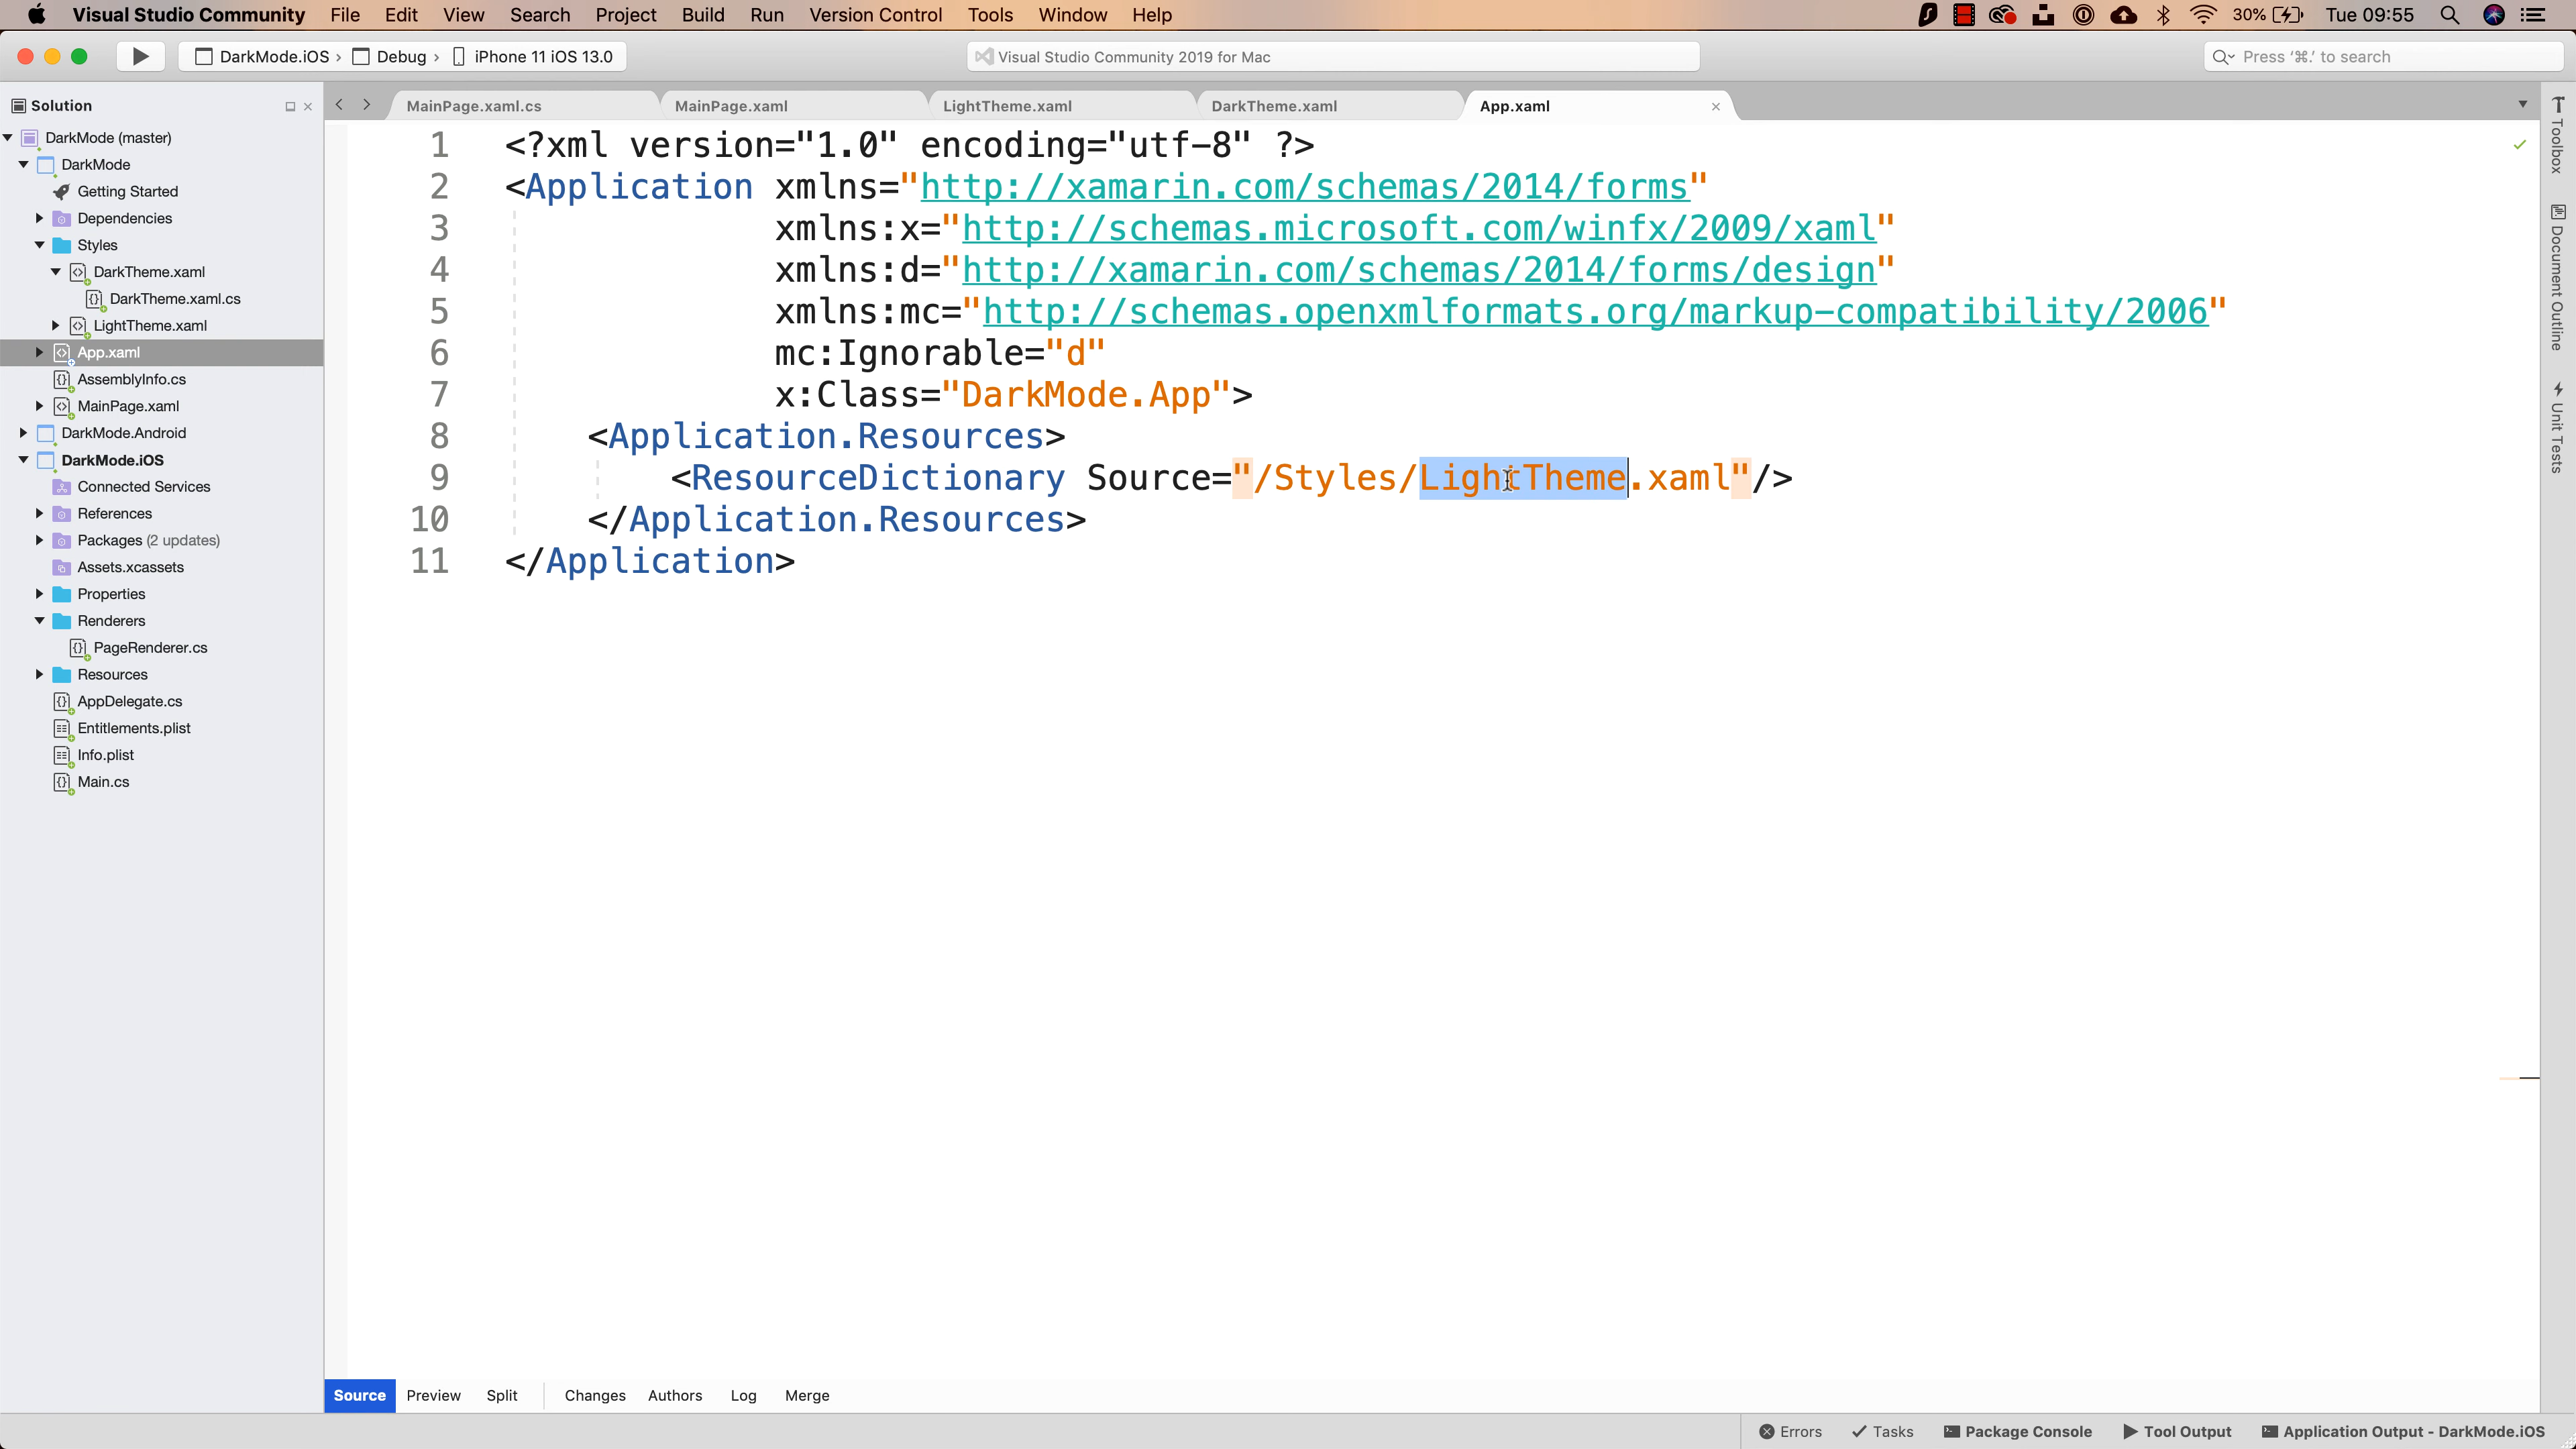 Visual Studio Community File Edit View Search Project Build Run Version Control Tools Window Help 30% Tue 09:55
DarkMode.iOS › Debug › iPhone 11 iOS 13.0 Visual Studio Community 2019 for Mac Press '⌘.' to search
Solution
DarkMode (master)
DarkMode
Getting Started
Dependencies
Styles
DarkTheme.xaml
DarkTheme.xaml.cs
LightTheme.xaml
App.xaml
AssemblyInfo.cs
MainPage.xaml
DarkMode.Android
DarkMode.iOS
Connected Services
References
Packages (2 updates)
Assets.xcassets
Properties
Renderers
PageRenderer.cs
Resources
AppDelegate.cs
Entitlements.plist
Info.plist
Main.cs
MainPage.xaml.cs MainPage.xaml LightTheme.xaml DarkTheme.xaml App.xaml
1 <?xml version="1.0" encoding="utf-8" ?>
2 <Application xmlns="http://xamarin.com/schemas/2014/forms"
3 xmlns:x="http://schemas.microsoft.com/winfx/2009/xaml"
4 xmlns:d="http://xamarin.com/schemas/2014/forms/design"
5 xmlns:mc="http://schemas.openxmlformats.org/markup-compatibility/2006"
6 mc:Ignorable="d"
7 x:Class="DarkMode.App">
8 <Application.Resources>
9 <ResourceDictionary Source="/Styles/LightTheme.xaml"/>
10 </Application.Resources>
11 </Application>
Toolbox
Document Outline
Unit Tests
Source Preview Split Changes Authors Log Merge
Errors Tasks Package Console Tool Output Application Output - DarkMode.iOS